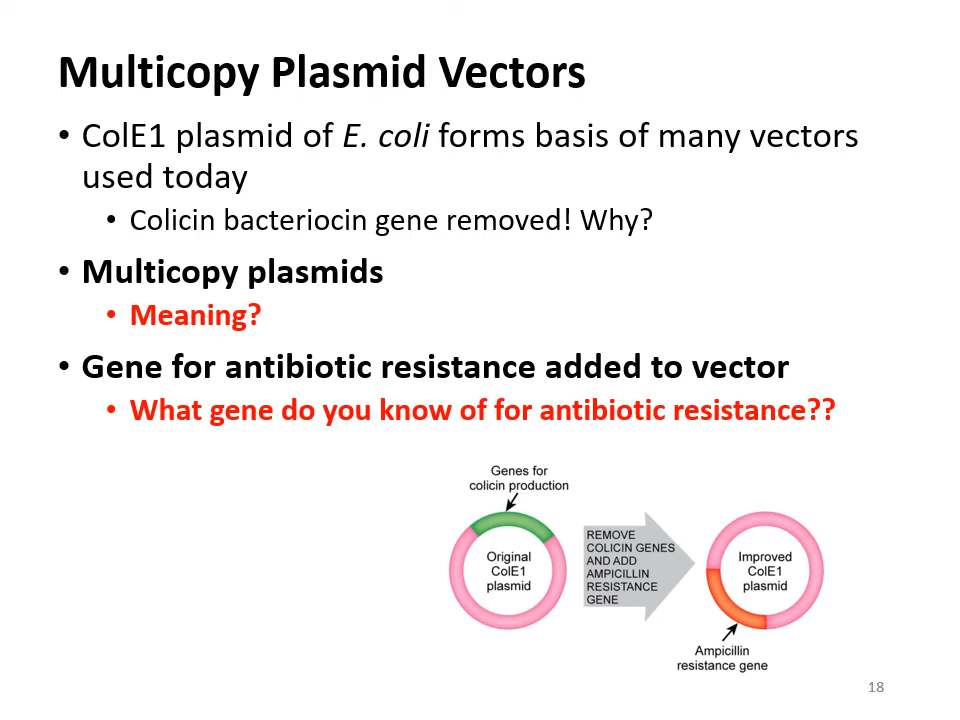 Multicopy Plasmid Vectors
• ColE1 plasmid of E. coli forms basis of many vectors
used today
• Colicin bacteriocin gene removed! Why?
• Multicopy plasmids
• Meaning?
• Gene for antibiotic resistance added to vector
• What gene do you know of for antibiotic resistance??
Genes for
colicin production
Original
ColE1
plasmid
REMOVE
COLICIN GENES
AND ADD
AMPICILLIN
RESISTANCE
GENE
Improved
ColE1
plasmid
Ampicillin
resistance gene
18